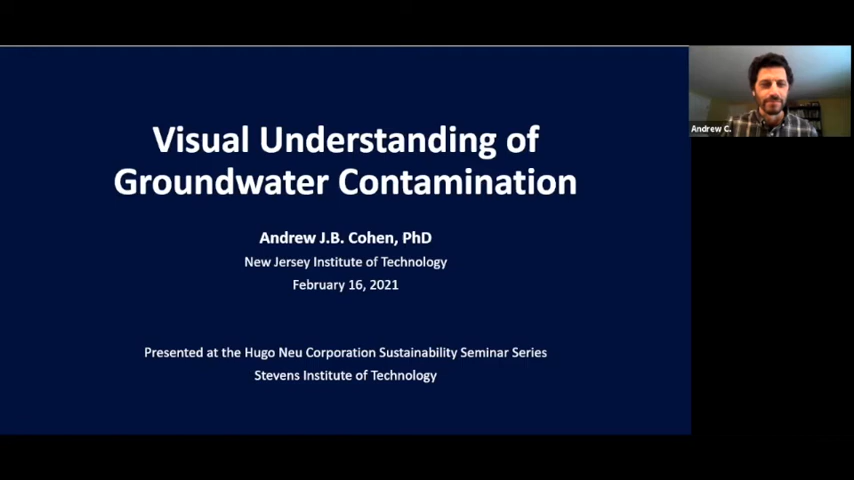 Visual Understanding of
Groundwater Contamination
Andrew J.B. Cohen, PhD
New Jersey Institute of Technology
February 16, 2021
Presented at the Hugo Neu Corporation Sustainability Seminar Series
Stevens Institute of Technology
Andrew C.